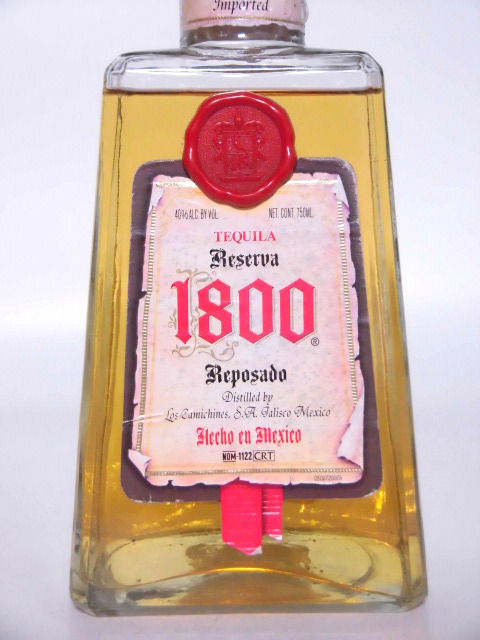 Imported
40% ALC. BY VOL. NET. CONT. 750ML.
TEQUILA
Reserva
1800®
Reposado
Distilled by
Los Camichines, S.A. Jalisco Mexico
Hecho en Mexico
NOM-1122 CRT